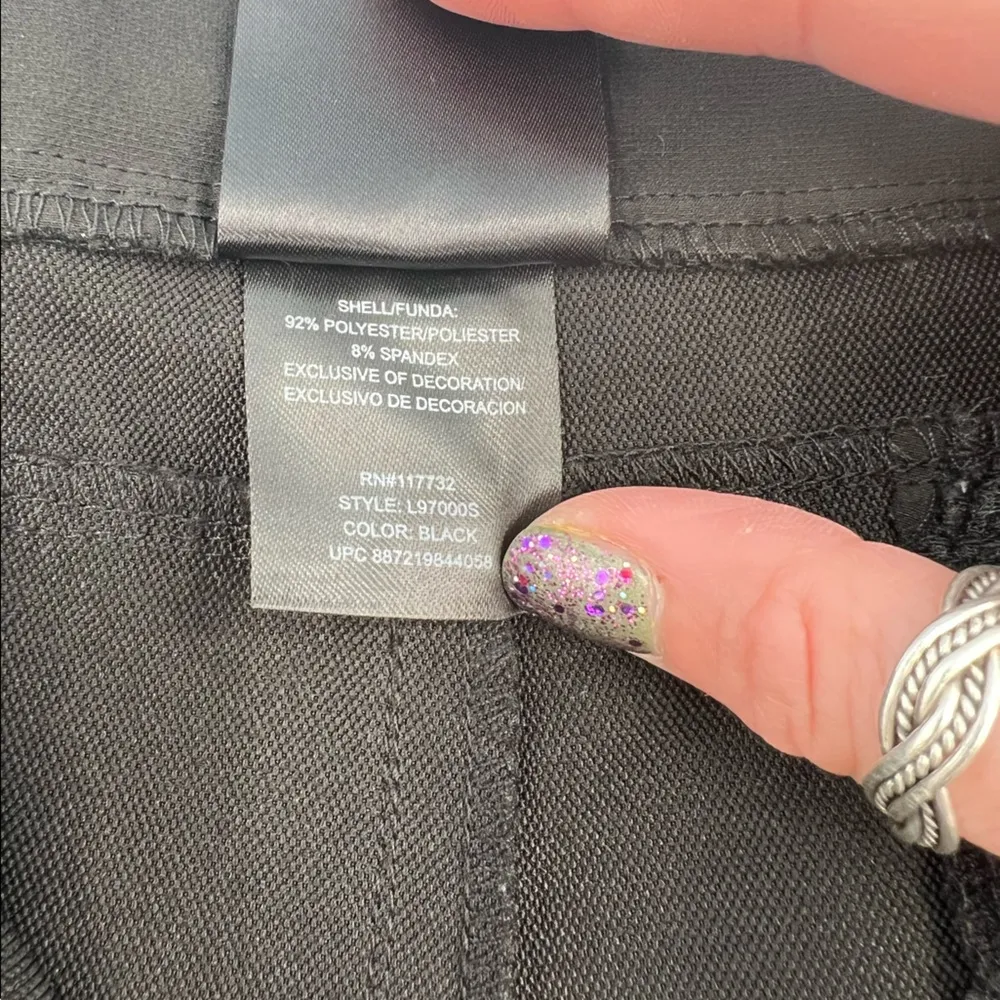 SHELL/FUNDA:
92% POLYESTER/POLIESTER
8% SPANDEX
EXCLUSIVE OF DECORATION/
EXCLUSIVO DE DECORACION
RN#117732
STYLE: L97000S
COLOR: BLACK
UPC 887219844058